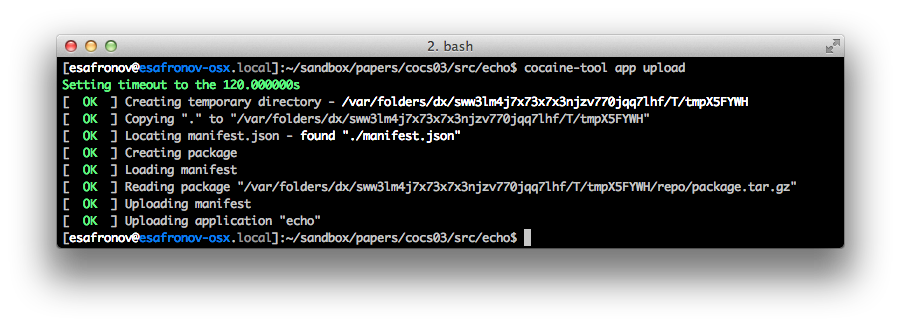 2. bash
[esafronov@esafronov-osx.local]:~/sandbox/papers/cocs03/src/echo$ cocaine-tool app upload
Setting timeout to the 120.000000s
[ OK ] Creating temporary directory - /var/folders/dx/sww3lm4j7x73x7x3njzv770jqq7lhf/T/tmpX5FYWH
[ OK ] Copying "." to "/var/folders/dx/sww3lm4j7x73x7x3njzv770jqq7lhf/T/tmpX5FYWH"
[ OK ] Locating manifest.json - found "./manifest.json"
[ OK ] Creating package
[ OK ] Loading manifest
[ OK ] Reading package "/var/folders/dx/sww3lm4j7x73x7x3njzv770jqq7lhf/T/tmpX5FYWH/repo/package.tar.gz"
[ OK ] Uploading manifest
[ OK ] Uploading application "echo"
[esafronov@esafronov-osx.local]:~/sandbox/papers/cocs03/src/echo$